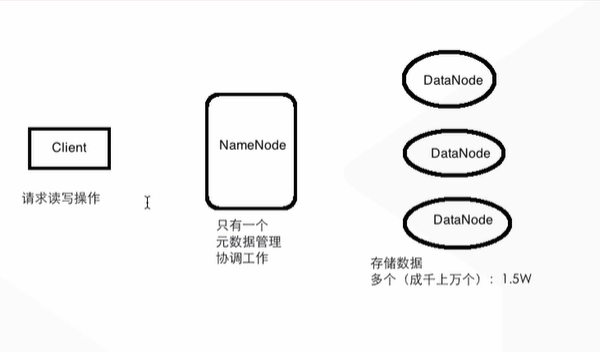 Client
请求读写操作
NameNode
只有一个
元数据管理
协调工作
DataNode
DataNode
DataNode
存储数据
多个（成千上万个）：1.5W